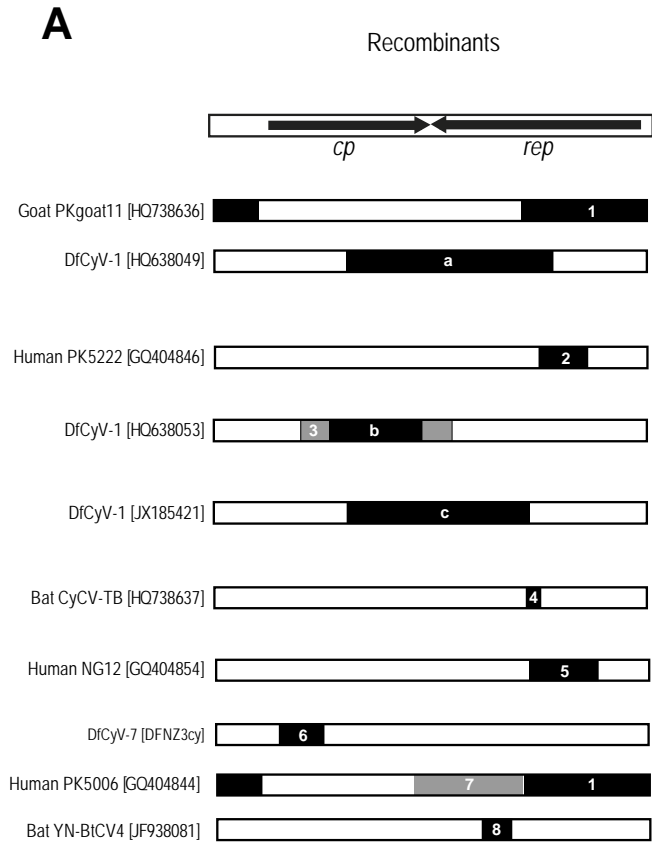 A
Recombinants
cp rep
Goat PKgoat11 [HQ738636] 1
DfCyV-1 [HQ638049] a
Human PK5222 [GQ404846] 2
DfCyV-1 [HQ638053] 3 b
DfCyV-1 [JX185421] c
Bat CyCV-TB [HQ738637] 4
Human NG12 [GQ404854] 5
DfCyV-7 [DFNZ3cy] 6
Human PK5006 [GQ404844] 7 1
Bat YN-BtCV4 [JF938081] 8